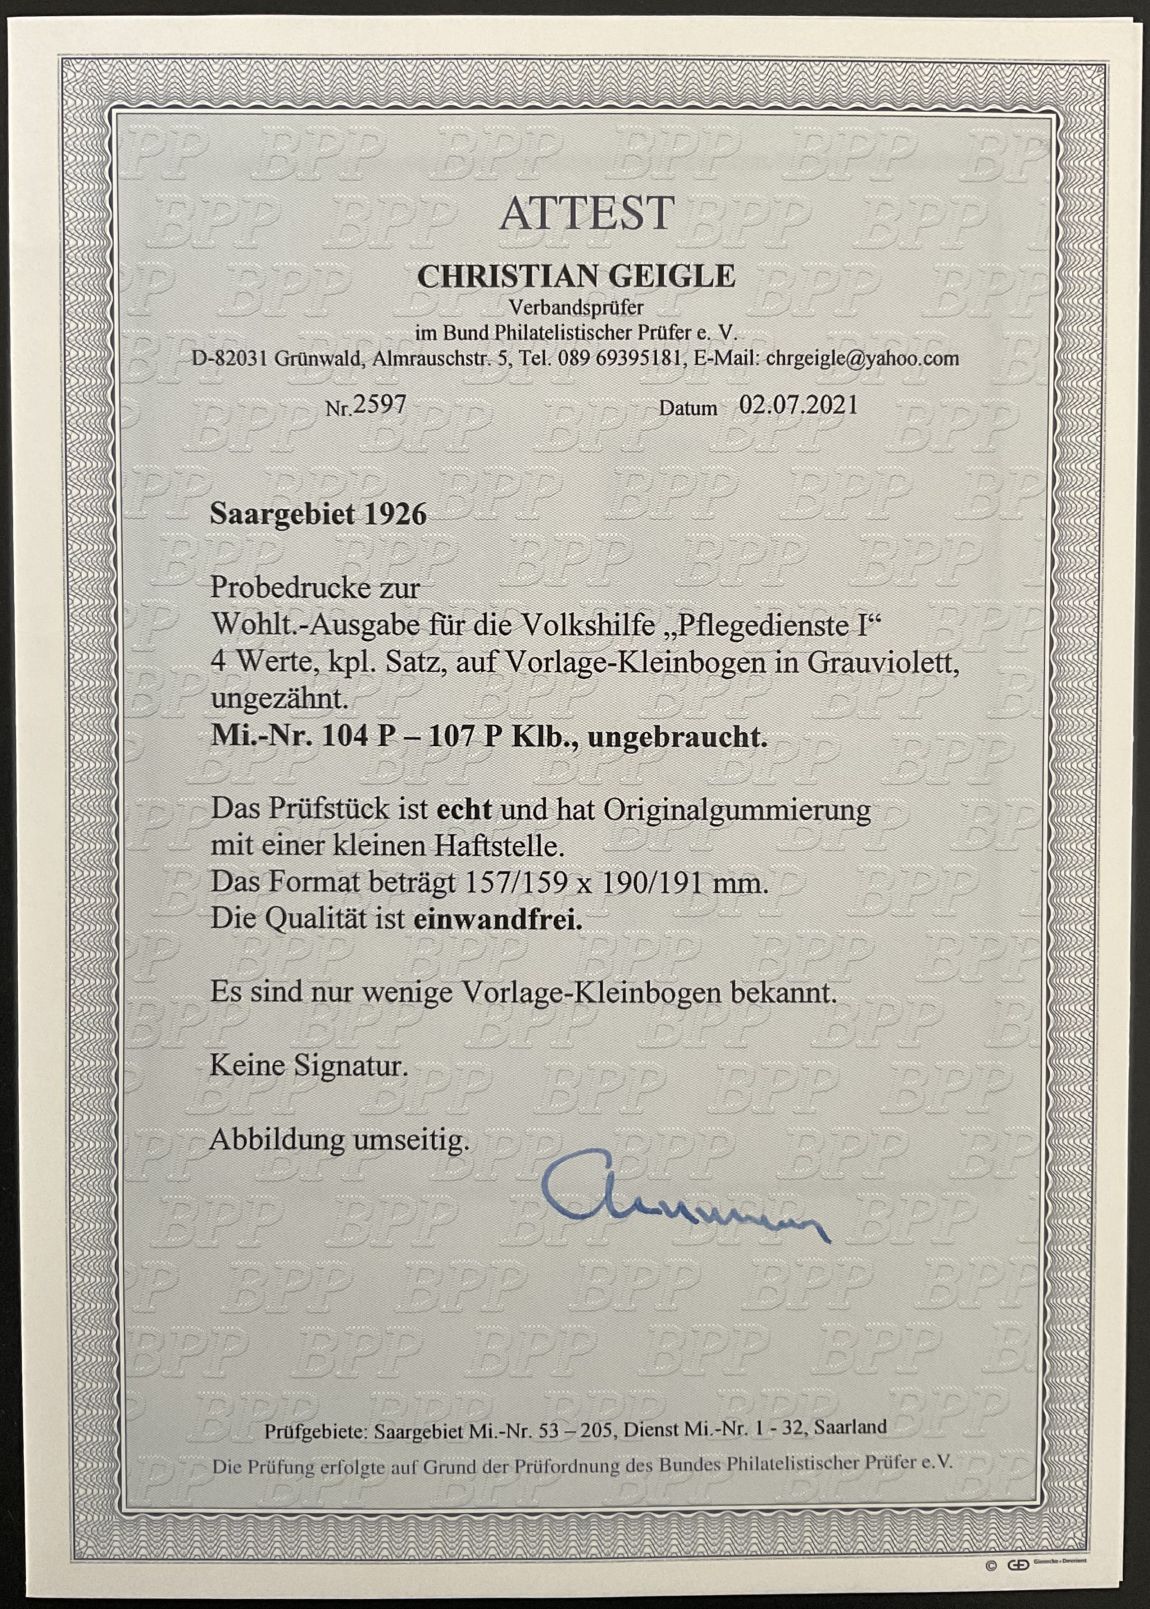 ATTEST
CHRISTIAN GEIGLE
Verbandsprüfer
im Bund Philatelistischer Prüfer e. V.
D-82031 Grünwald, Almrauschstr. 5, Tel. 089 69395181, E-Mail: chrgeigle@yahoo.com
Nr.2597 Datum 02.07.2021
Saargebiet 1926
Probedrucke zur
Wohlt.-Ausgabe für die Volkshilfe „Pflegedienste I“
4 Werte, kpl. Satz, auf Vorlage-Kleinbogen in Grauviolett,
ungezähnt.
Mi.-Nr. 104 P – 107 P Klb., ungebraucht.
Das Prüfstück ist echt und hat Originalgummierung
mit einer kleinen Haftstelle.
Das Format beträgt 157/159 x 190/191 mm.
Die Qualität ist einwandfrei.
Es sind nur wenige Vorlage-Kleinbogen bekannt.
Keine Signatur.
Abbildung umseitig.
Prüfgebiete: Saargebiet Mi.-Nr. 53 – 205, Dienst Mi.-Nr. 1 - 32, Saarland
Die Prüfung erfolgte auf Grund der Prüfordnung des Bundes Philatelistischer Prüfer e.V.
© Giesecke+Devrient